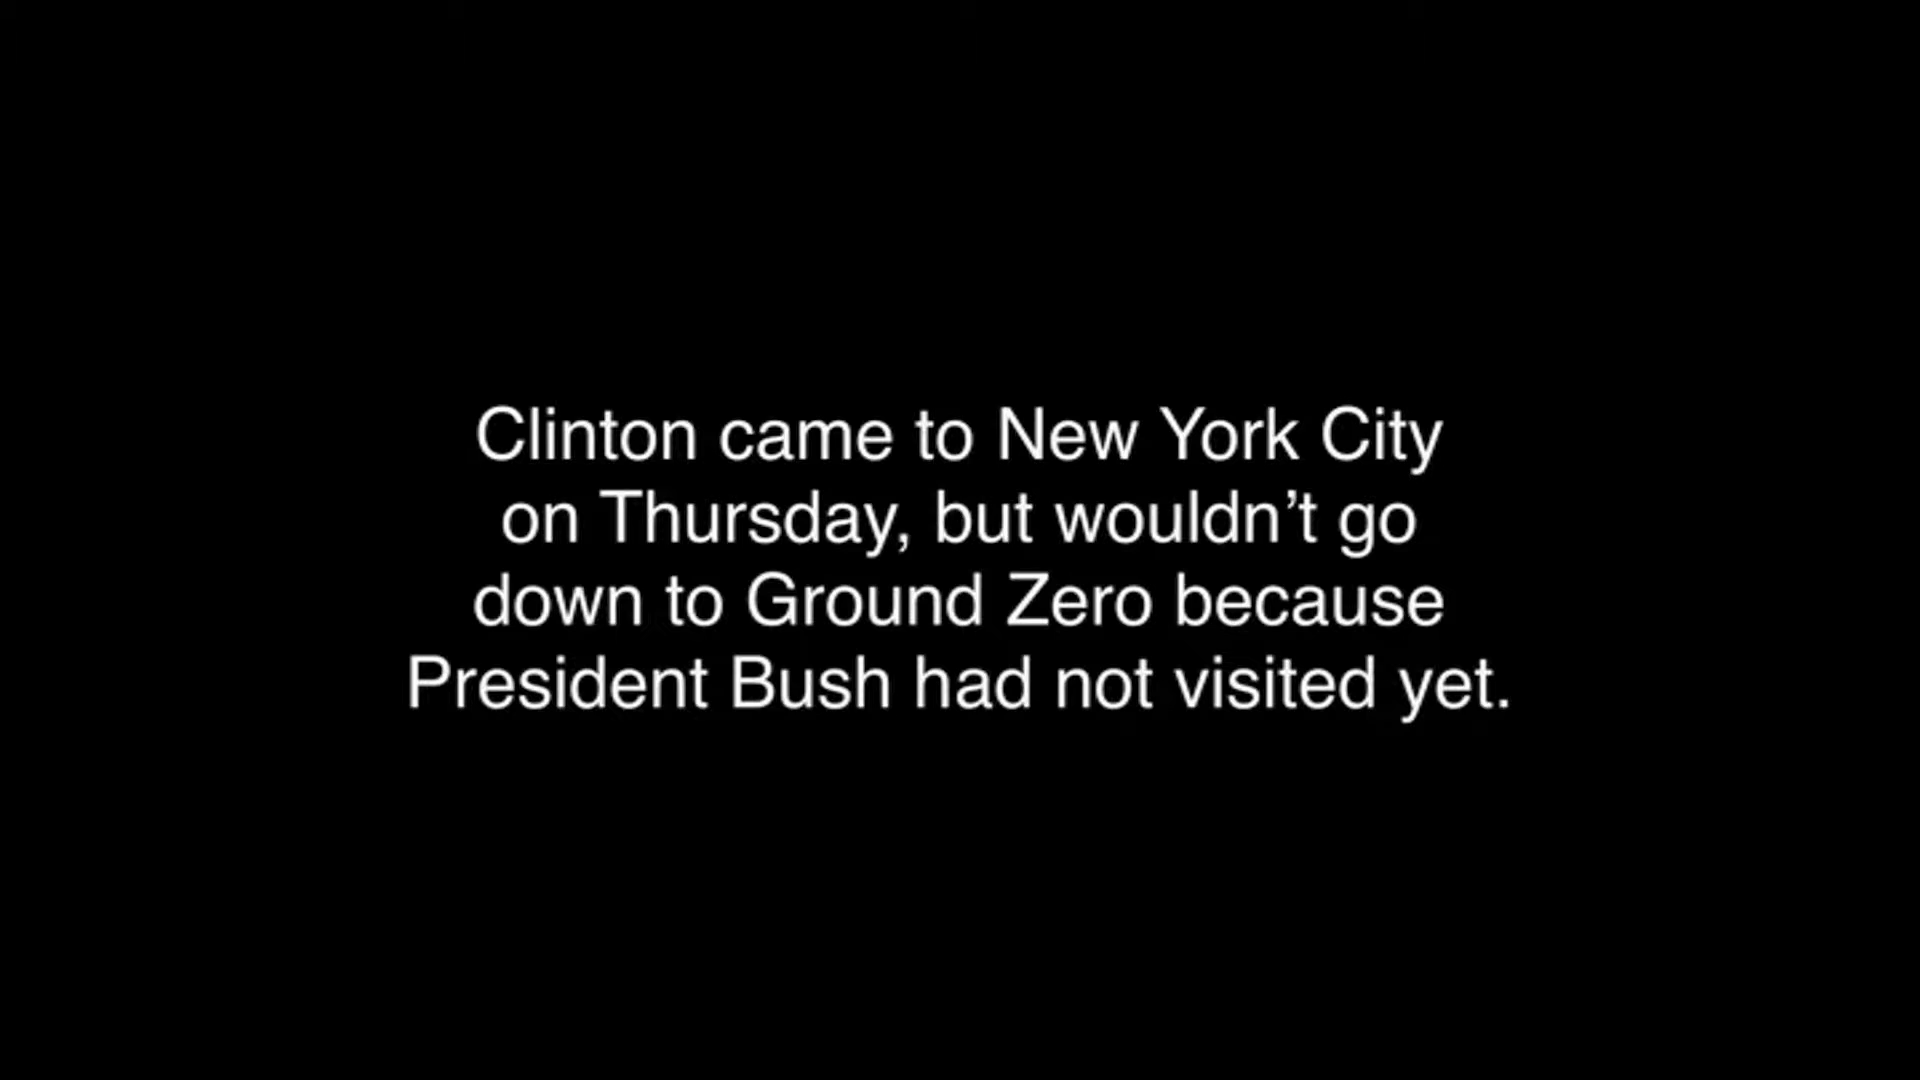 Clinton came to New York City
on Thursday, but wouldn’t go
down to Ground Zero because
President Bush had not visited yet.